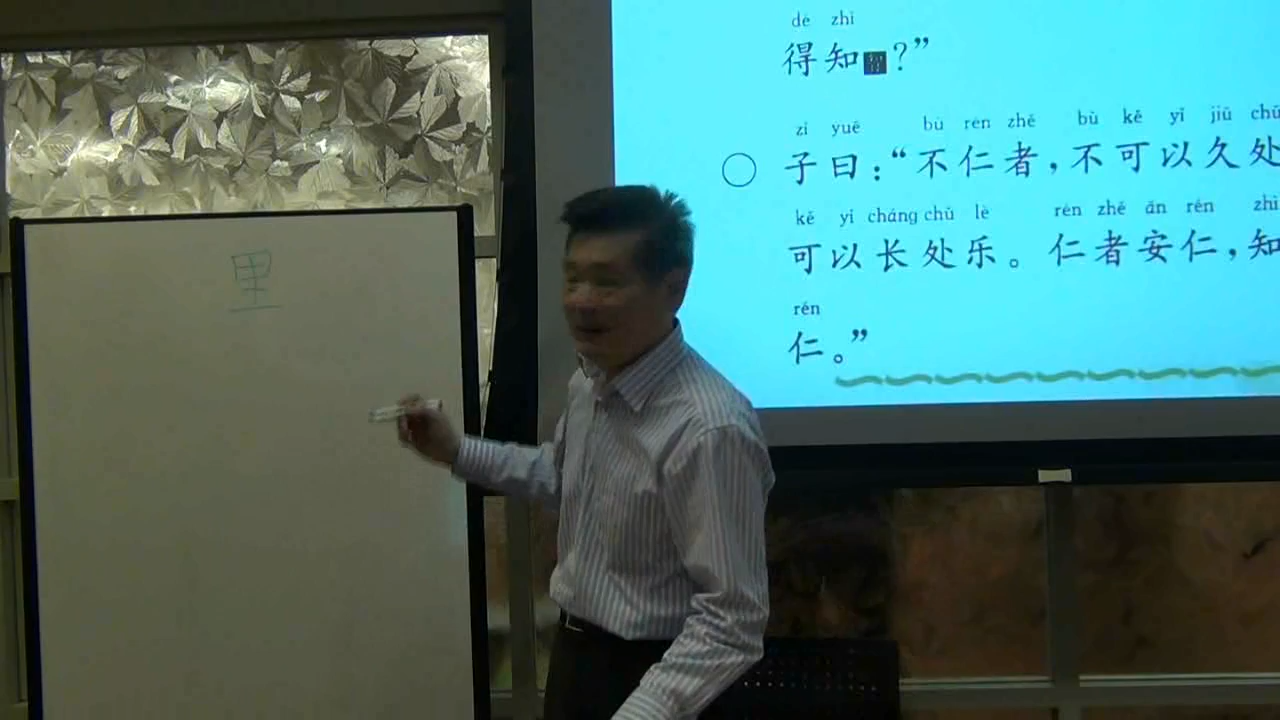 里
dé zhì
得知？”
zǐ yuē bù rén zhě bù kě yǐ jiǔ chǔ
○ 子曰：“不仁者，不可以久处
kě yǐ cháng chǔ lè rén zhě ān rén zhì
可以长处乐。仁者安仁，知
rén
仁。”